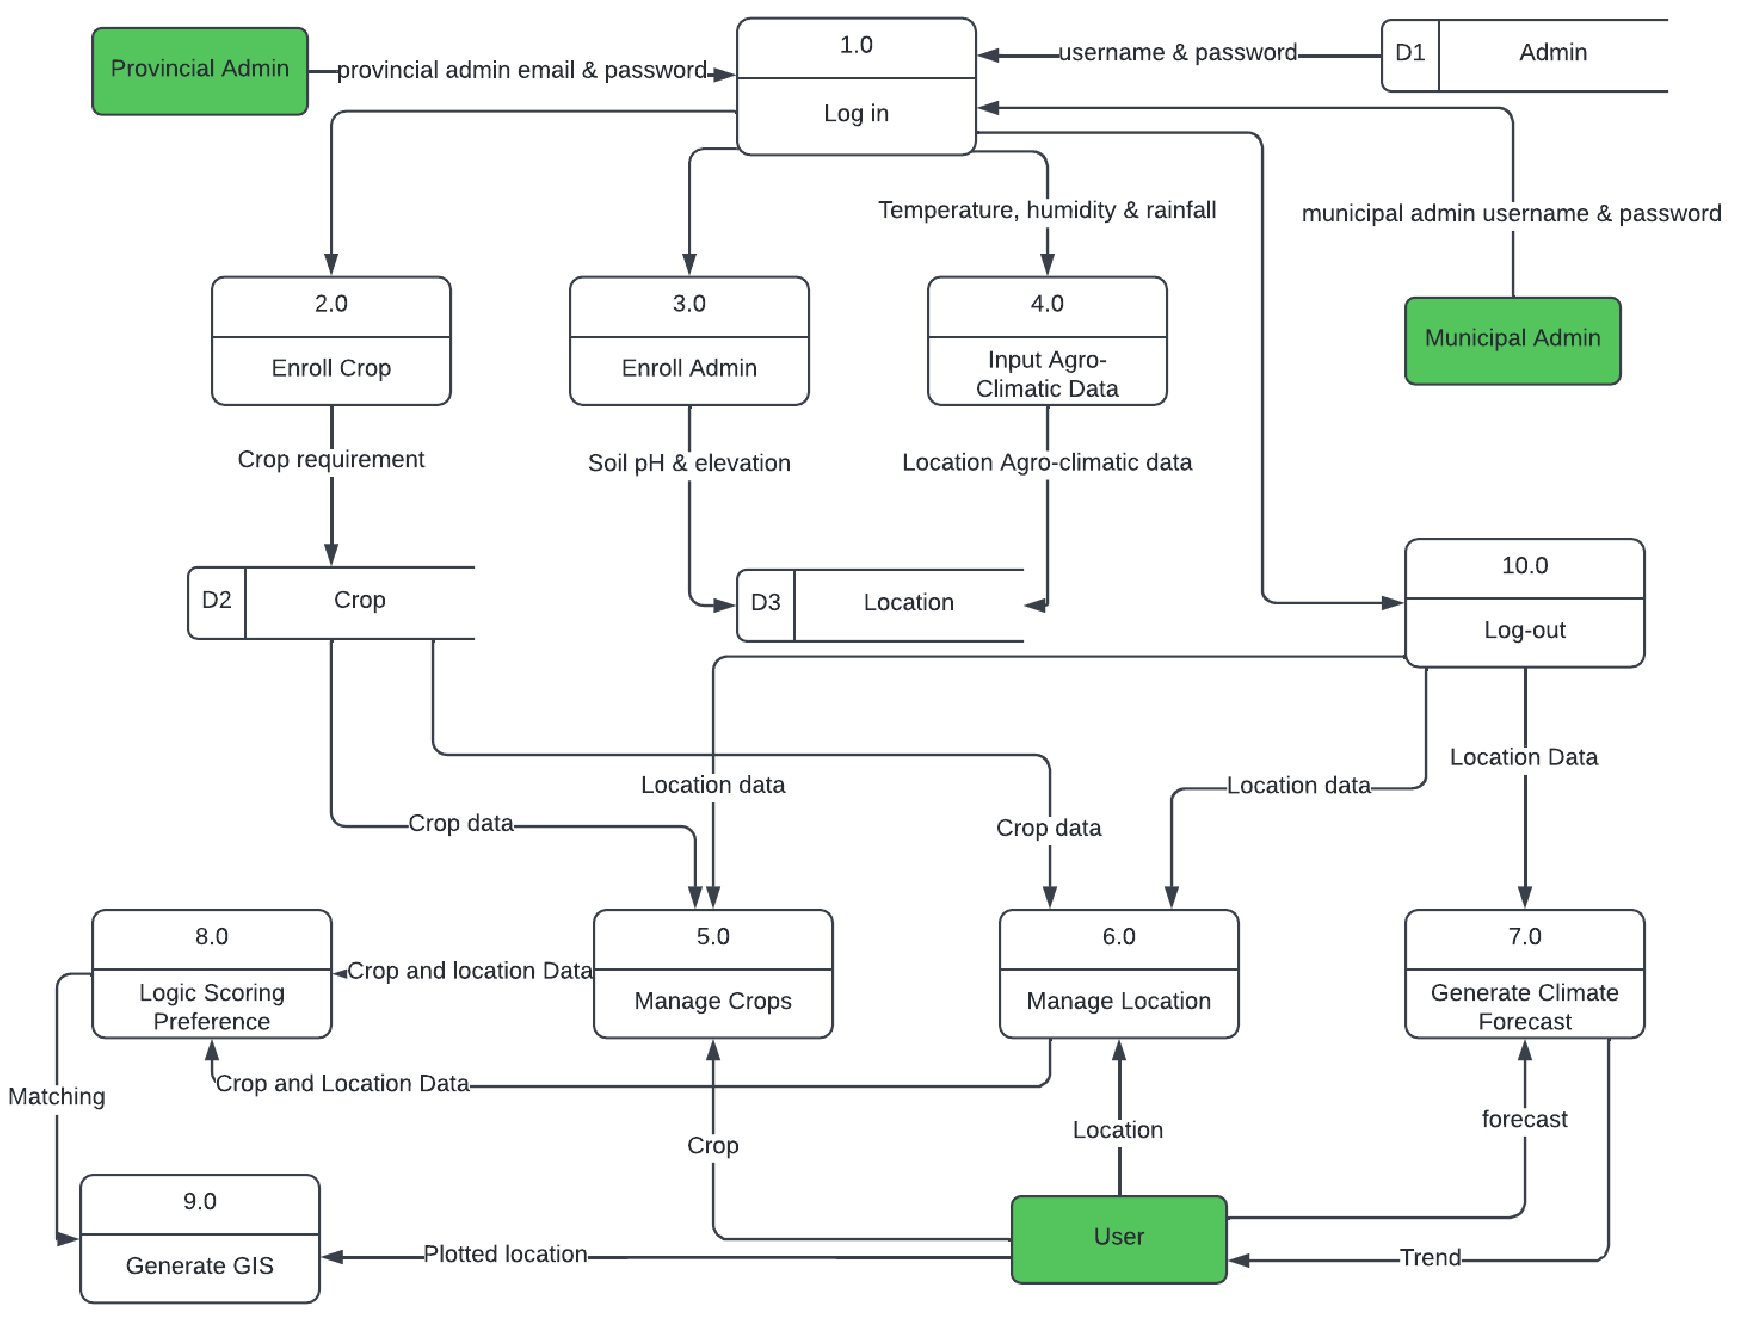 1.0
Provincial Admin
provincial admin email & password
username & password
D1
Admin
Log in
Temperature, humidity & rainfall
municipal admin username & password
2.0
3.0
4.0
Municipal Admin
Enroll Crop
Enroll Admin
Input Agro-
Climatic Data
Crop requirement
Soil pH & elevation
Location Agro-climatic data
10.0
D2
Crop
D3
Location
Log-out
Location Data
Location data
Location data
Crop data
Crop data
8.0
5.0
6.0
7.0
Crop and location Data
Logic Scoring
Preference
Manage Crops
Manage Location
Generate Climate
Forecast
Crop and Location Data
Matching
Crop
Location
forecast
9.0
User
Plotted location
Trend
Generate GIS